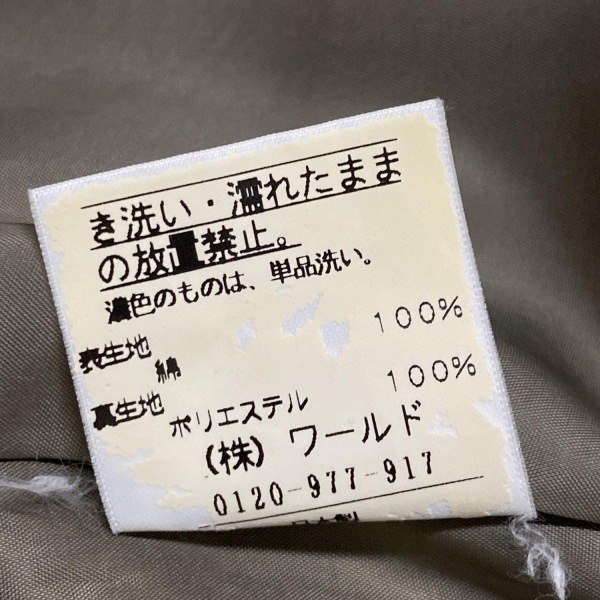 き洗い・濡れたまま
の放置禁止。
濃色のものは、単品洗い。
表生地
綿 100%
裏生地
ポリエステル 100%
(株) ワールド
0120-977-917